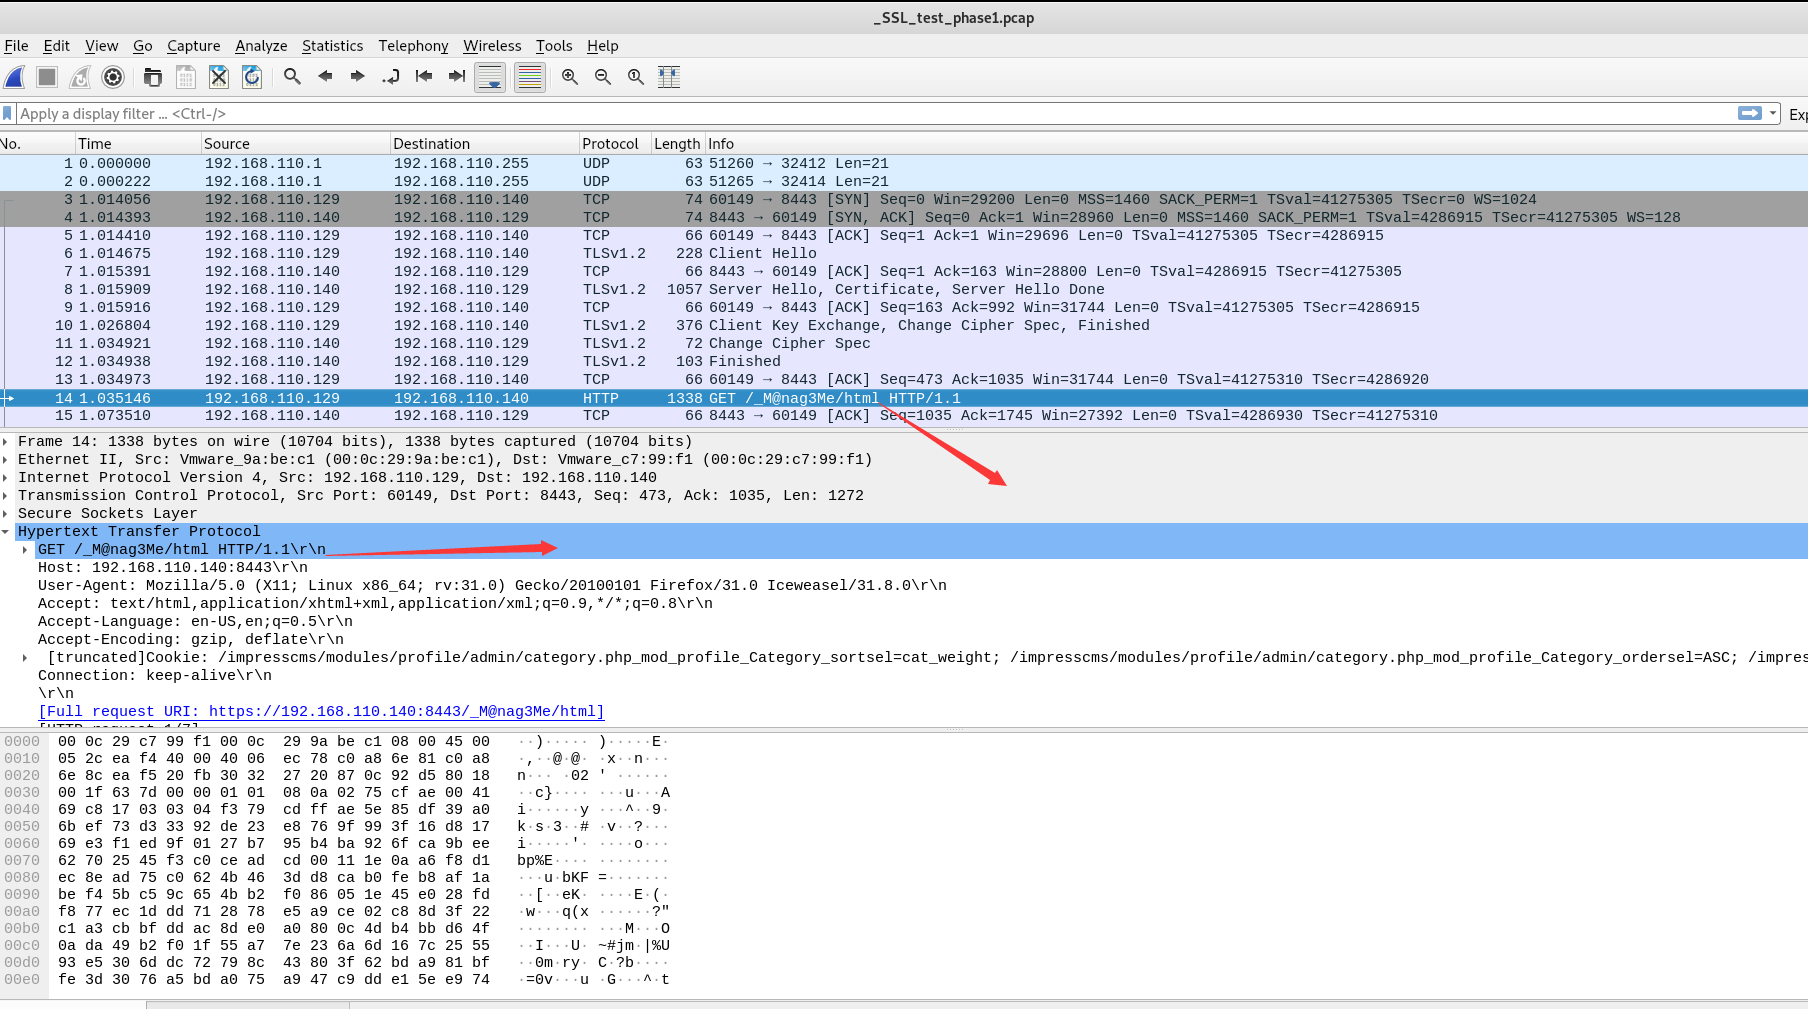 _SSL_test_phase1.pcap
File Edit View Go Capture Analyze Statistics Telephony Wireless Tools Help
Apply a display filter … <Ctrl-/>
Exp
No. Time Source Destination Protocol Length Info
1 0.000000 192.168.110.1 192.168.110.255 UDP 63 51260 → 32412 Len=21
2 0.000222 192.168.110.1 192.168.110.255 UDP 63 51265 → 32414 Len=21
3 1.014056 192.168.110.129 192.168.110.140 TCP 74 60149 → 8443 [SYN] Seq=0 Win=29200 Len=0 MSS=1460 SACK_PERM=1 TSval=41275305 TSecr=0 WS=1024
4 1.014393 192.168.110.140 192.168.110.129 TCP 74 8443 → 60149 [SYN, ACK] Seq=0 Ack=1 Win=28960 Len=0 MSS=1460 SACK_PERM=1 TSval=4286915 TSecr=41275305 WS=128
5 1.014410 192.168.110.129 192.168.110.140 TCP 66 60149 → 8443 [ACK] Seq=1 Ack=1 Win=29696 Len=0 TSval=41275305 TSecr=4286915
6 1.014675 192.168.110.129 192.168.110.140 TLSv1.2 228 Client Hello
7 1.015391 192.168.110.140 192.168.110.129 TCP 66 8443 → 60149 [ACK] Seq=1 Ack=163 Win=28800 Len=0 TSval=4286915 TSecr=41275305
8 1.015909 192.168.110.140 192.168.110.129 TLSv1.2 1057 Server Hello, Certificate, Server Hello Done
9 1.015916 192.168.110.129 192.168.110.140 TCP 66 60149 → 8443 [ACK] Seq=163 Ack=992 Win=31744 Len=0 TSval=41275305 TSecr=4286915
10 1.026804 192.168.110.129 192.168.110.140 TLSv1.2 376 Client Key Exchange, Change Cipher Spec, Finished
11 1.034921 192.168.110.140 192.168.110.129 TLSv1.2 72 Change Cipher Spec
12 1.034938 192.168.110.140 192.168.110.129 TLSv1.2 103 Finished
13 1.034973 192.168.110.129 192.168.110.140 TCP 66 60149 → 8443 [ACK] Seq=473 Ack=1035 Win=31744 Len=0 TSval=41275310 TSecr=4286920
14 1.035146 192.168.110.129 192.168.110.140 HTTP 1338 GET /_M@nag3Me/html HTTP/1.1
15 1.073510 192.168.110.140 192.168.110.129 TCP 66 8443 → 60149 [ACK] Seq=1035 Ack=1745 Win=27392 Len=0 TSval=4286930 TSecr=41275310
Frame 14: 1338 bytes on wire (10704 bits), 1338 bytes captured (10704 bits)
Ethernet II, Src: Vmware_9a:be:c1 (00:0c:29:9a:be:c1), Dst: Vmware_c7:99:f1 (00:0c:29:c7:99:f1)
Internet Protocol Version 4, Src: 192.168.110.129, Dst: 192.168.110.140
Transmission Control Protocol, Src Port: 60149, Dst Port: 8443, Seq: 473, Ack: 1035, Len: 1272
Secure Sockets Layer
Hypertext Transfer Protocol
GET /_M@nag3Me/html HTTP/1.1\r\n
Host: 192.168.110.140:8443\r\n
User-Agent: Mozilla/5.0 (X11; Linux x86_64; rv:31.0) Gecko/20100101 Firefox/31.0 Iceweasel/31.8.0\r\n
Accept: text/html,application/xhtml+xml,application/xml;q=0.9,*/*;q=0.8\r\n
Accept-Language: en-US,en;q=0.5\r\n
Accept-Encoding: gzip, deflate\r\n
[truncated]Cookie: /impresscms/modules/profile/admin/category.php_mod_profile_Category_sortsel=cat_weight; /impresscms/modules/profile/admin/category.php_mod_profile_Category_ordersel=ASC; /impres
Connection: keep-alive\r\n
\r\n
[Full request URI: https://192.168.110.140:8443/_M@nag3Me/html]
[HTTP request 1/7]
0000 00 0c 29 c7 99 f1 00 0c 29 9a be c1 08 00 45 00 ··)····· )·····E·
0010 05 2c ea f4 40 00 40 06 ec 78 c0 a8 6e 81 c0 a8 ·,··@·@· ·x··n···
0020 6e 8c ea f5 20 fb 30 32 27 20 87 0c 92 d5 80 18 n··· ·02 ' ······
0030 00 1f 63 7d 00 00 01 01 08 0a 02 75 cf ae 00 41 ··c}···· ···u···A
0040 69 c8 17 03 03 04 f3 79 cd ff ae 5e 85 df 39 a0 i······y ···^··9·
0050 6b ef 73 d3 33 92 de 23 e8 76 9f 99 3f 16 d8 17 k·s·3··# ·v··?···
0060 69 e3 f1 ed 9f 01 27 b7 95 b4 ba 92 6f ca 9b ee i·····'· ····o···
0070 62 70 25 45 f3 c0 ce ad cd 00 11 1e 0a a6 f8 d1 bp%E···· ········
0080 ec 8e ad 75 c0 62 4b 46 3d d8 ca b0 fe b8 af 1a ···u·bKF =·······
0090 be f4 5b c5 9c 65 4b b2 f0 86 05 1e 45 e0 28 fd ··[··eK· ····E·(·
00a0 f8 77 ec 1d dd 71 28 78 e5 a9 ce 02 c8 8d 3f 22 ·w···q(x ······?"
00b0 c1 a3 cb bf dd ac 8d e0 a0 80 0c 4d b4 bb d6 4f ········ ···M···O
00c0 0a da 49 b2 f0 1f 55 a7 7e 23 6a 6d 16 7c 25 55 ··I···U· ~#jm·|%U
00d0 93 e5 30 6d dc 72 79 8c 43 80 3f 62 bd a9 81 bf ··0m·ry· C·?b····
00e0 fe 3d 30 76 a5 bd a0 75 a9 47 c9 dd e1 5e e9 74 ·=0v···u ·G···^·t